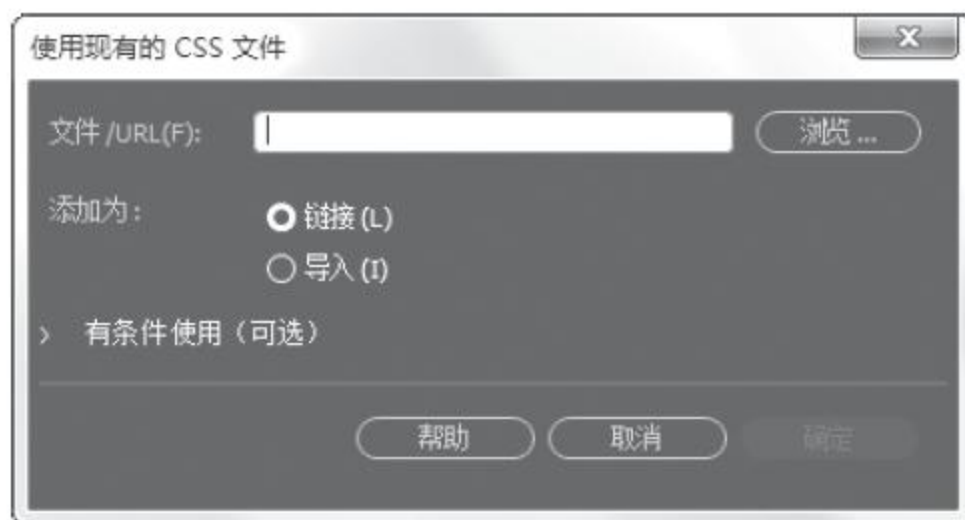 使用现有的 CSS 文件
文件 /URL(F): 浏览 ...
添加为 : 链接 (L)
导入 (I)
有条件使用（可选）
帮助 取消 确定